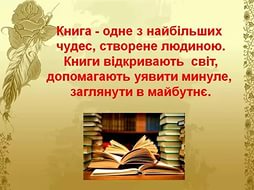 Книга - одне з найбільших
чудес, створене людиною.
Книги відкривають світ,
допомагають уявити минуле,
заглянути в майбутнє.